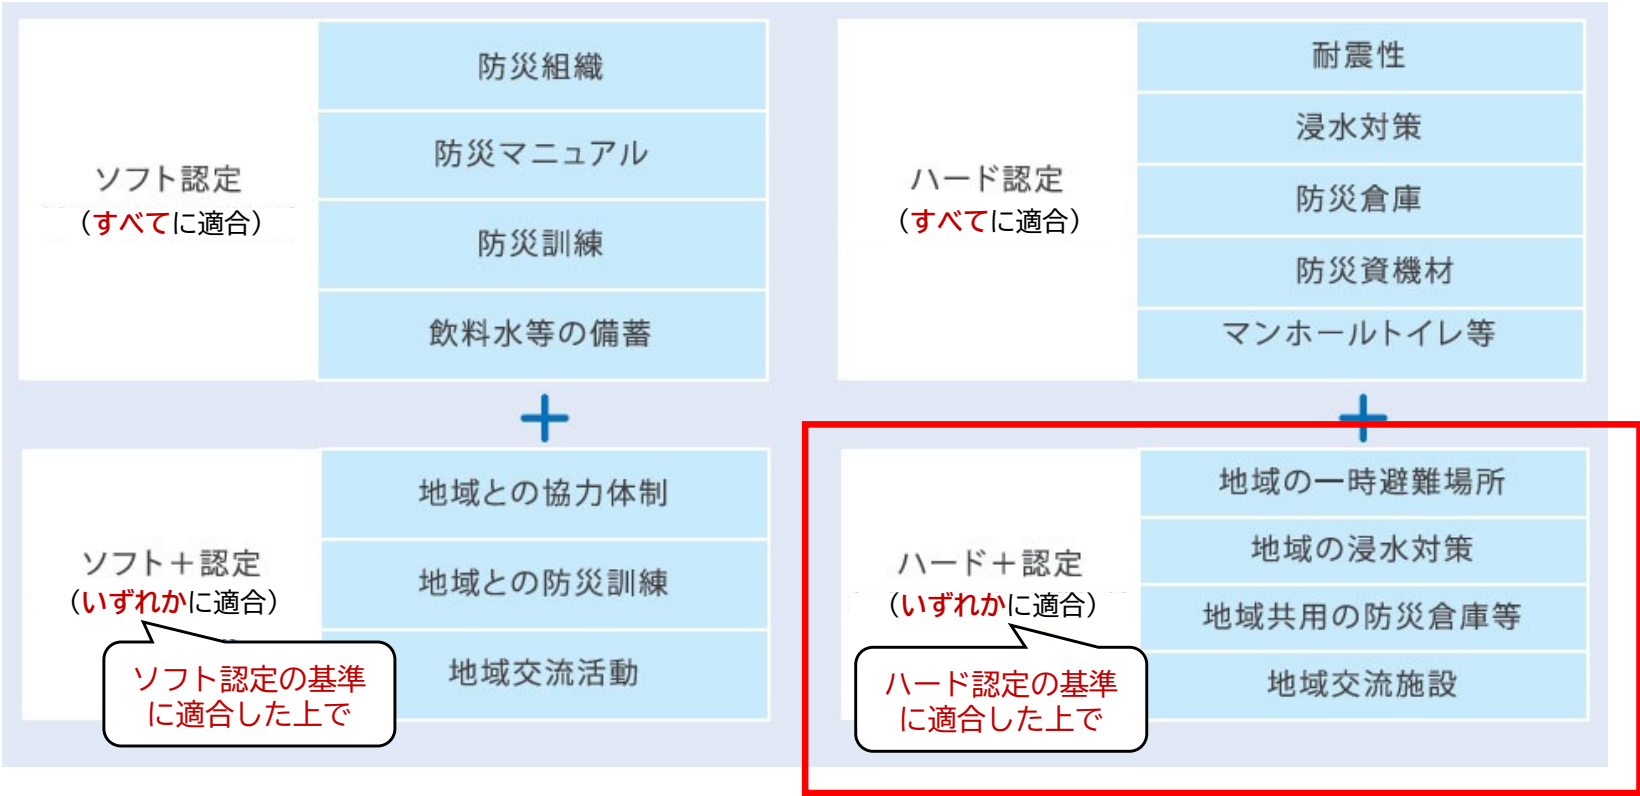 ソフト認定
（すべてに適合）
防災組織
防災マニュアル
防災訓練
飲料水等の備蓄
＋
ソフト＋認定
（いずれかに適合）
ソフト認定の基準
に適合した上で
地域との協力体制
地域との防災訓練
地域交流活動
ハード認定
（すべてに適合）
耐震性
浸水対策
防災倉庫
防災資機材
マンホールトイレ等
＋
ハード＋認定
（いずれかに適合）
ハード認定の基準
に適合した上で
地域の一時避難場所
地域の浸水対策
地域共用の防災倉庫等
地域交流施設